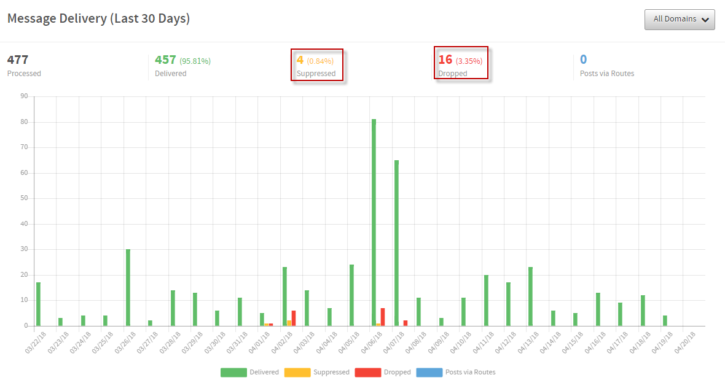 Message Delivery (Last 30 Days)
All Domains
477
Processed
457 (95.81%)
Delivered
4 (0.84%)
Suppressed
16 (3.35%)
Dropped
0
Posts via Routes
90
80
70
60
50
40
30
20
10
0
03/22/18 03/23/18 03/24/18 03/25/18 03/26/18 03/27/18 03/28/18 03/29/18 03/30/18 03/31/18 04/01/18 04/02/18 04/03/18 04/04/18 04/05/18 04/06/18 04/07/18 04/08/18 04/09/18 04/10/18 04/11/18 04/12/18 04/13/18 04/14/18 04/15/18 04/16/18 04/17/18 04/18/18 04/19/18 04/20/18
Delivered Suppressed Dropped Posts via Routes